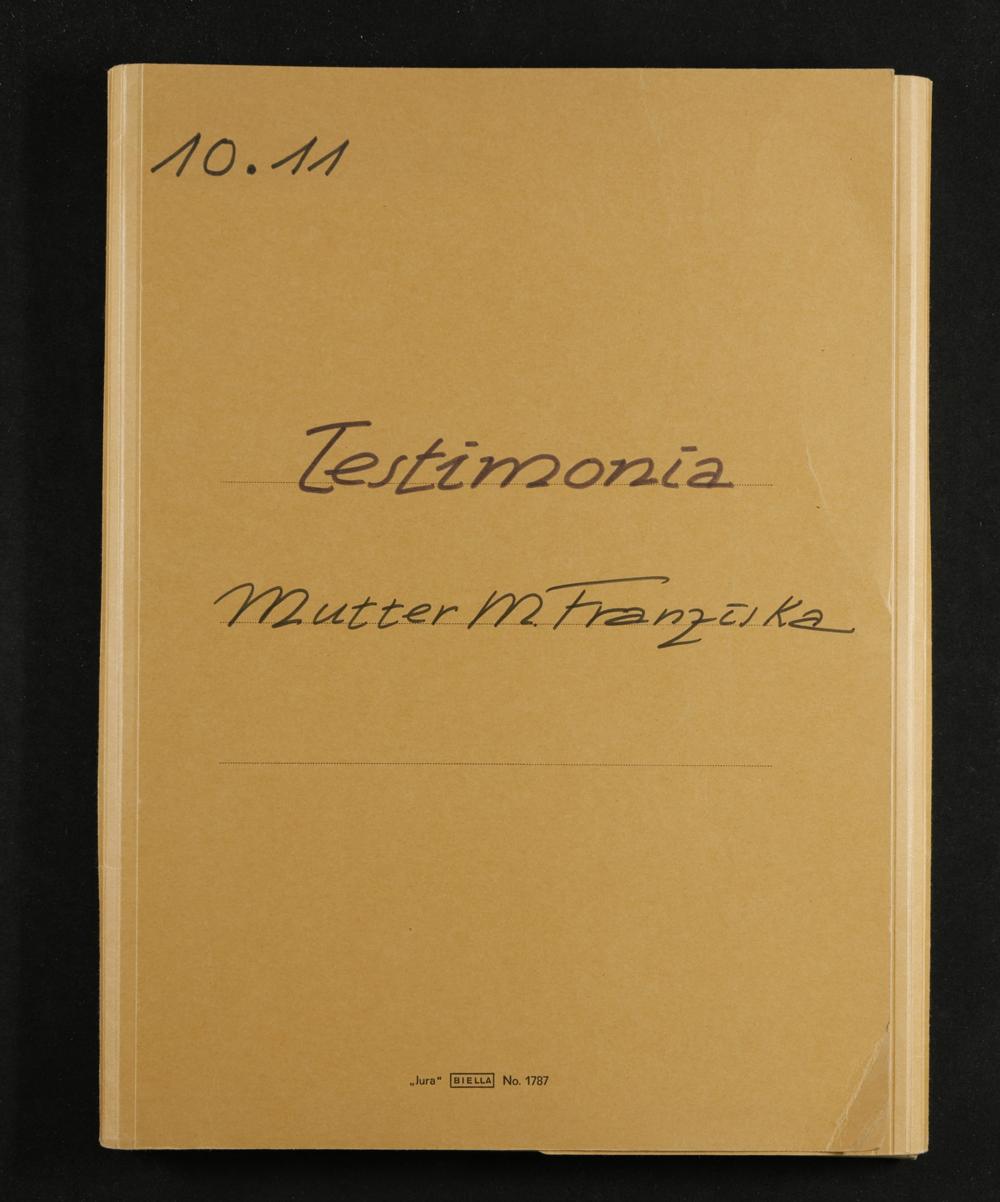 10.11
Testimonia
Mutter M. Franziska
„Jura“ BIELLA No. 1787